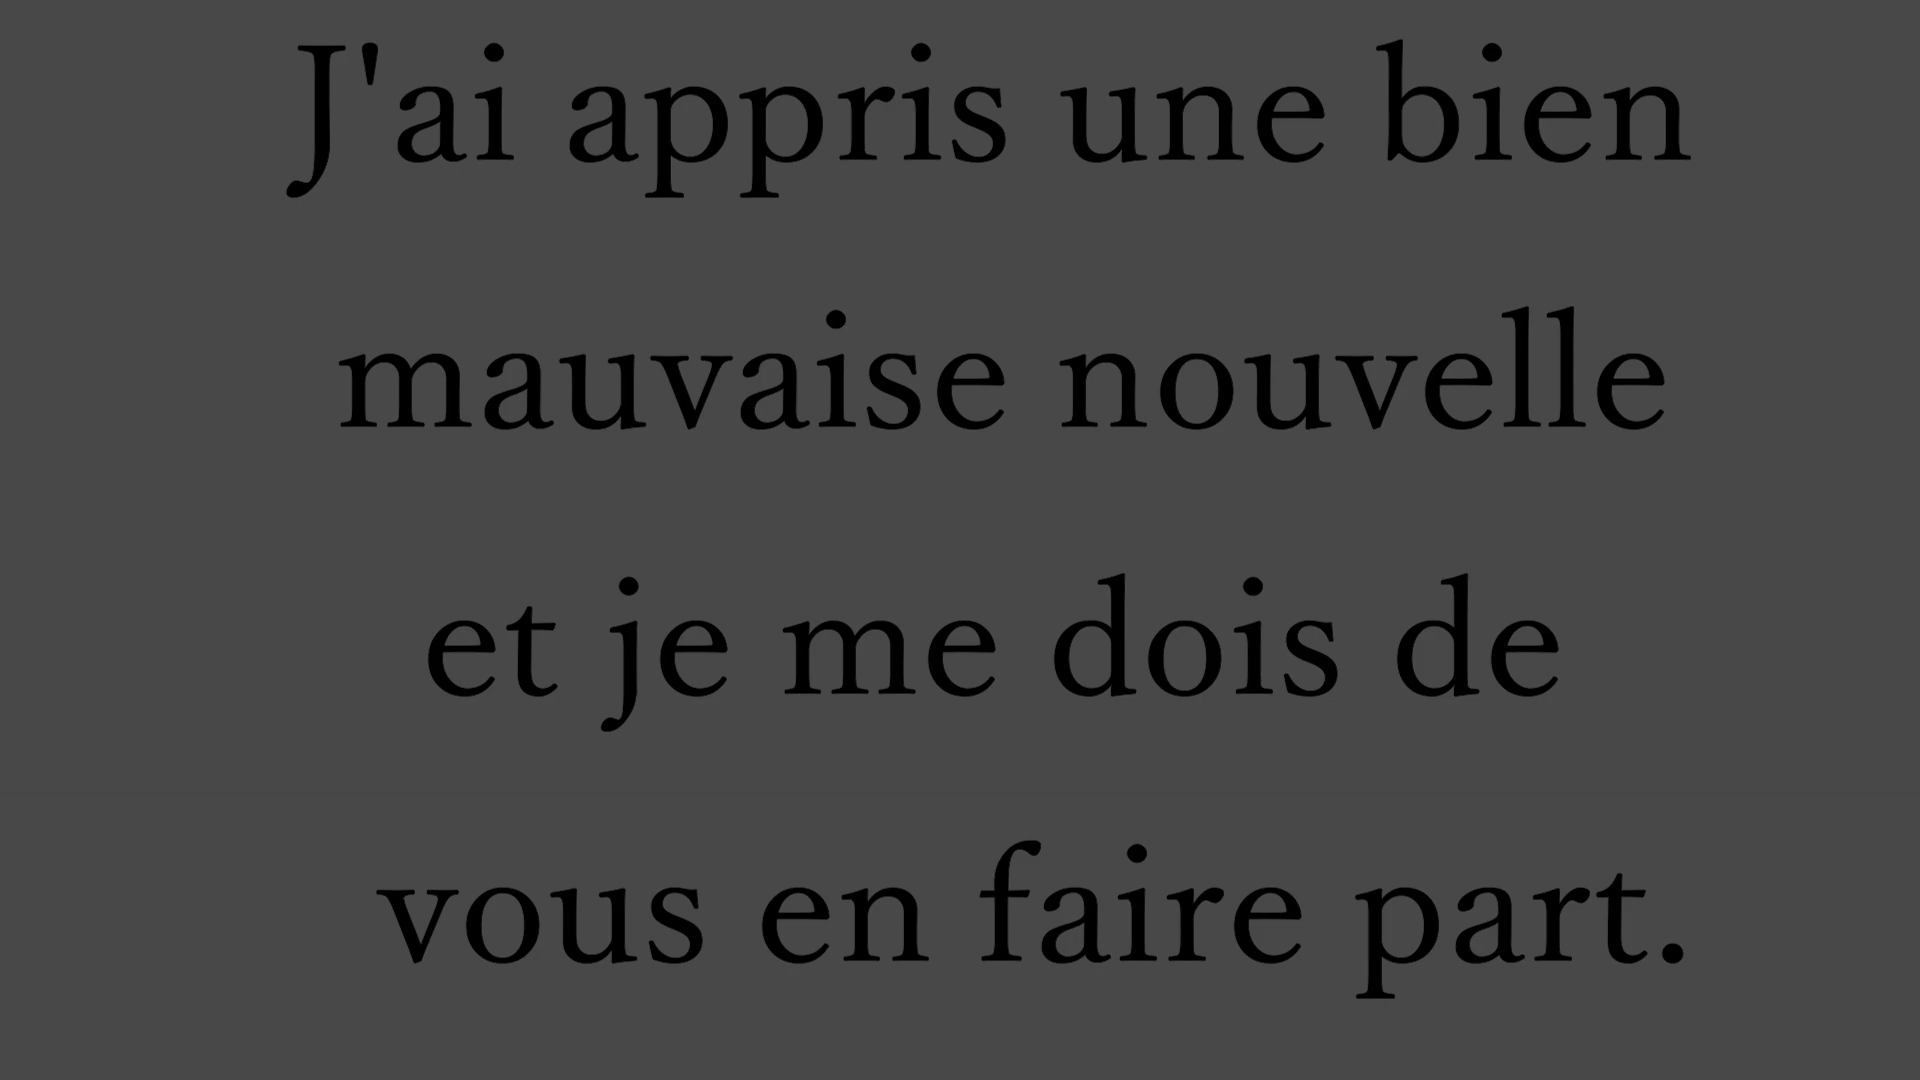 J'ai appris une bien
mauvaise nouvelle
et je me dois de
vous en faire part.